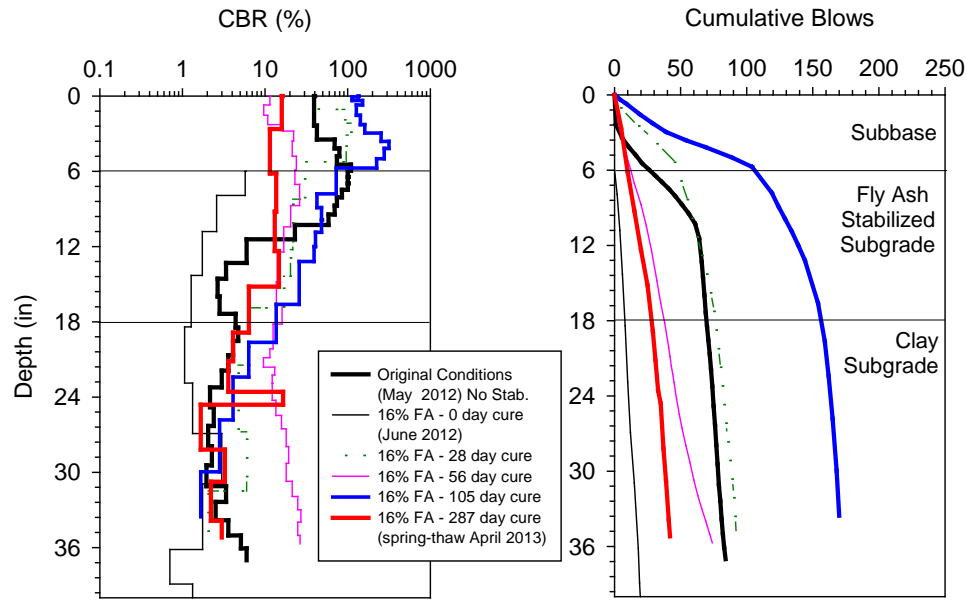 CBR (%)
0.1 1 10 100 1000
Depth (in)
0
6
12
18
24
30
36
Original Conditions
(May 2012) No Stab.
16% FA - 0 day cure
(June 2012)
16% FA - 28 day cure
16% FA - 56 day cure
16% FA - 105 day cure
16% FA - 287 day cure
(spring-thaw April 2013)
Cumulative Blows
0 50 100 150 200 250
0
6
12
18
24
30
36
Subbase
Fly Ash
Stabilized
Subgrade
Clay
Subgrade